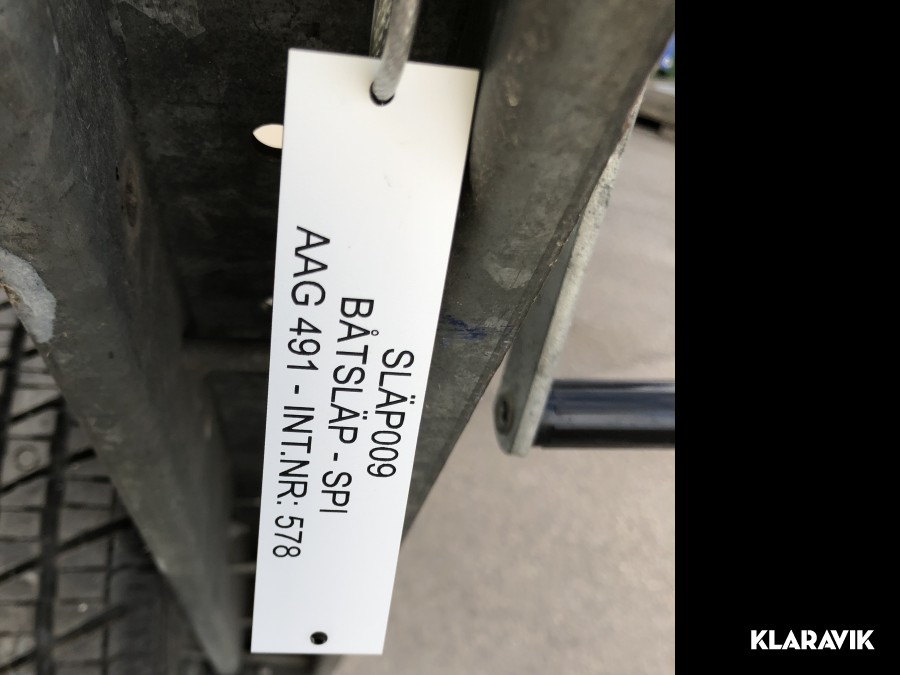 SLÄP009
BÅTSLÄP - SPI
AAG 491 - INT.NR: 578
KLARAVIK